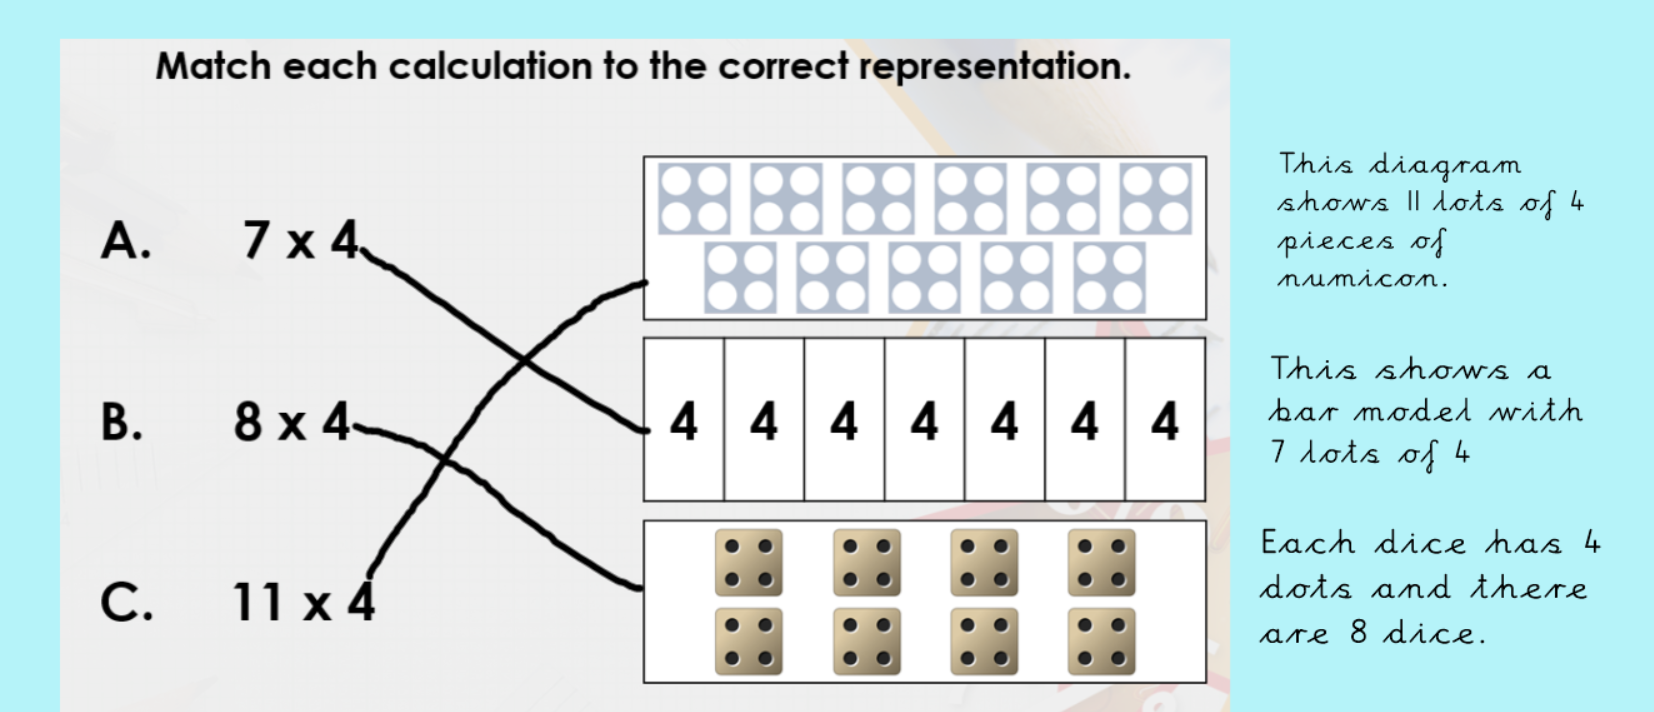 Match each calculation to the correct representation.
A. 7 x 4
B. 8 x 4
C. 11 x 4
4 4 4 4 4 4 4
This diagram
shows 11 lots of 4
pieces of
numicon.
This shows a
bar model with
7 lots of 4
Each dice has 4
dots and there
are 8 dice.